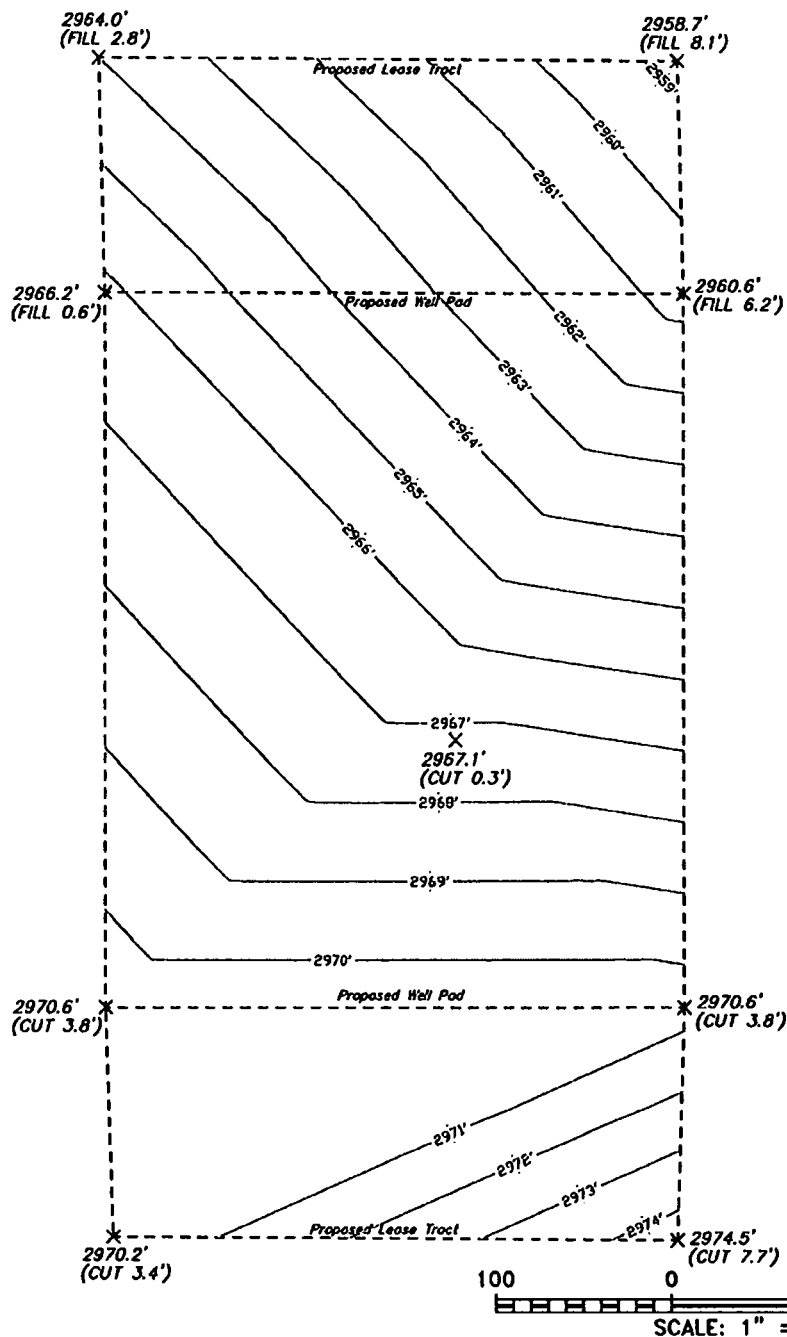 2964.0'
(FILL 2.8')
2958.7'
(FILL 8.1')
Proposed Lease Tract
2959'
2960'
2961'
2966.2'
(FILL 0.6')
Proposed Well Pad
2960.6'
(FILL 6.2')
2962'
2963'
2964'
2965'
2966'
2967'
2967.1'
(CUT 0.3')
2968'
2969'
2970'
2970.6'
(CUT 3.8')
Proposed Well Pad
2970.6'
(CUT 3.8')
2971'
2972'
2973'
2974'
Proposed Lease Tract
2970.2'
(CUT 3.4')
2974.5'
(CUT 7.7')
100 0
SCALE: 1" =